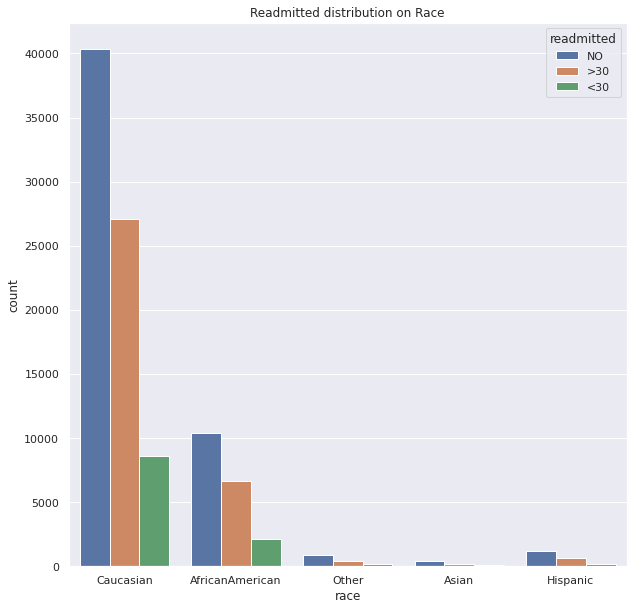 Readmitted distribution on Race
readmitted
NO
>30
<30
40000
35000
30000
25000
20000
15000
10000
5000
0
count
Caucasian
AfricanAmerican
Other
Asian
Hispanic
race